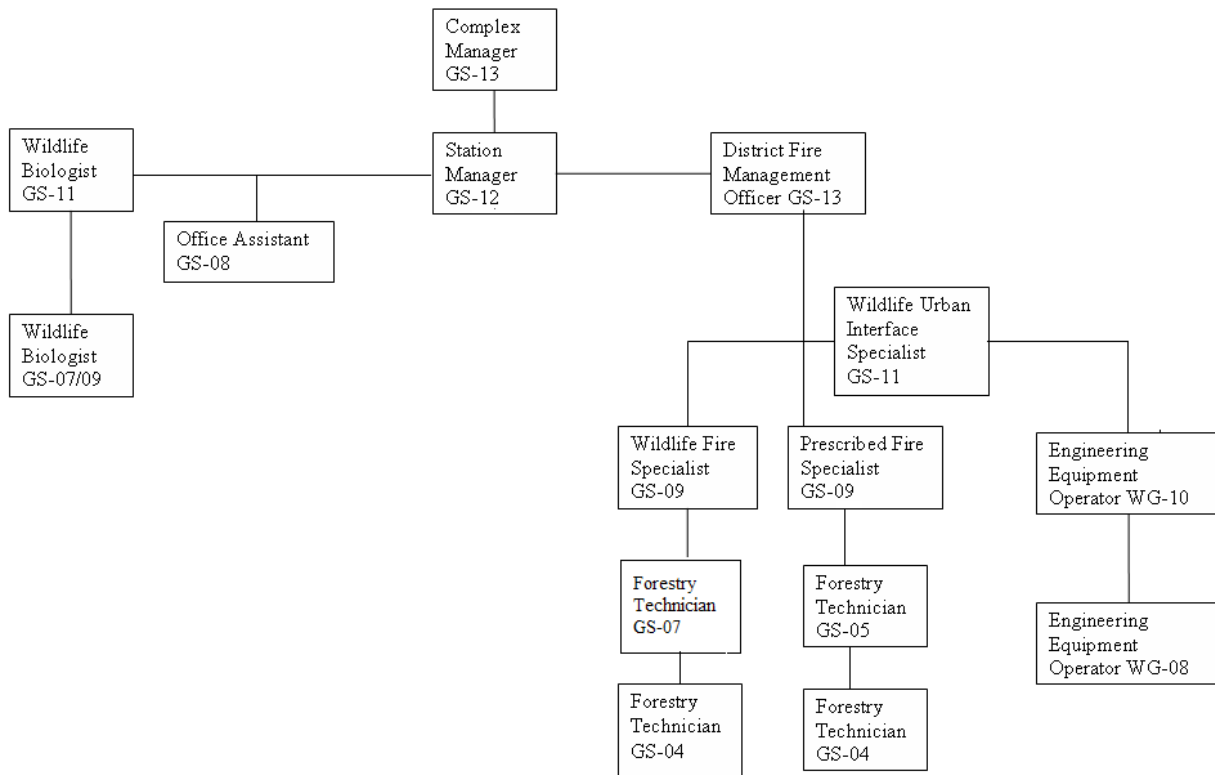 Complex
Manager
GS-13
Wildlife
Biologist
GS-11
Station
Manager
GS-12
District Fire
Management
Officer GS-13
Office Assistant
GS-08
Wildlife
Biologist
GS-07/09
Wildlife Urban
Interface
Specialist
GS-11
Wildlife Fire
Specialist
GS-09
Prescribed Fire
Specialist
GS-09
Engineering
Equipment
Operator WG-10
Forestry
Technician
GS-07
Forestry
Technician
GS-05
Engineering
Equipment
Operator WG-08
Forestry
Technician
GS-04
Forestry
Technician
GS-04